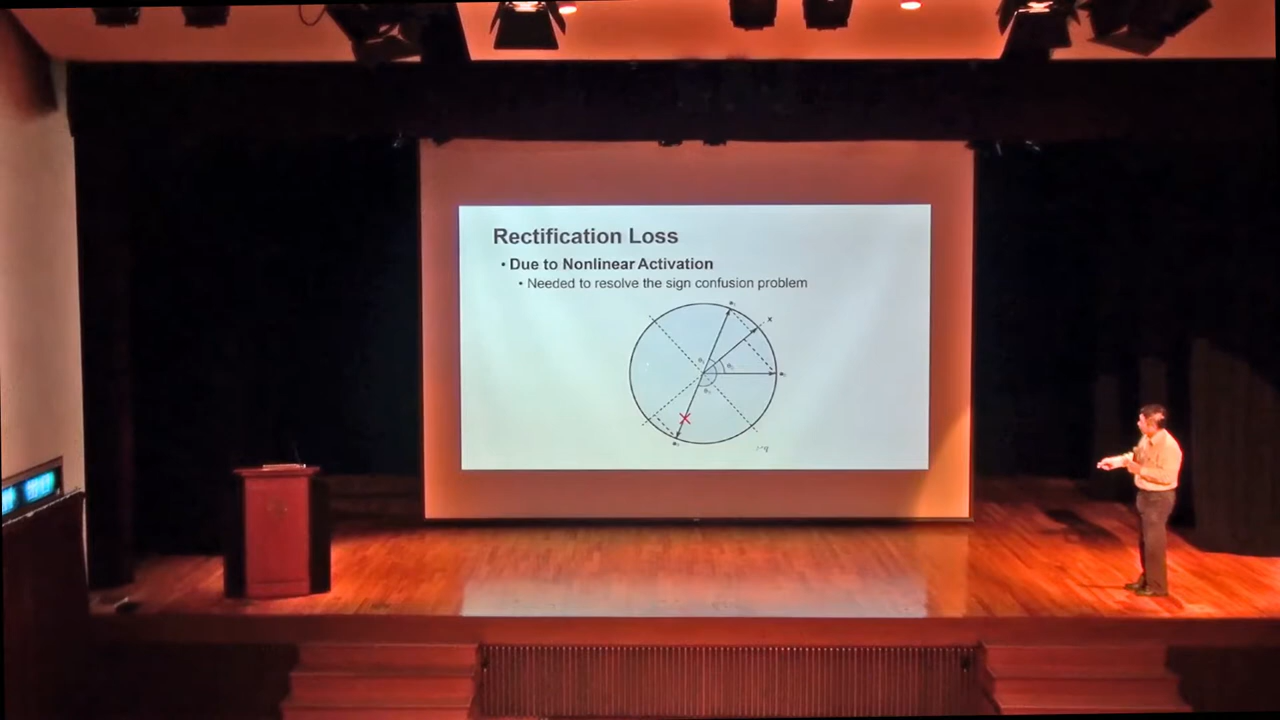 Rectification Loss
• Due to Nonlinear Activation
• Needed to resolve the sign confusion problem
x